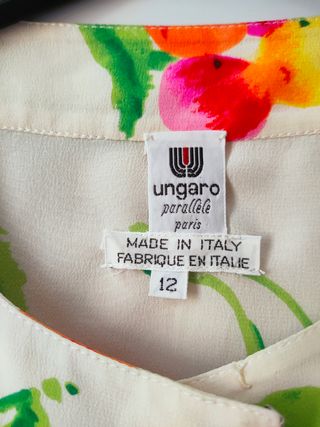 ungaro
parallèle
paris
MADE IN ITALY
FABRIQUE EN ITALIE
12